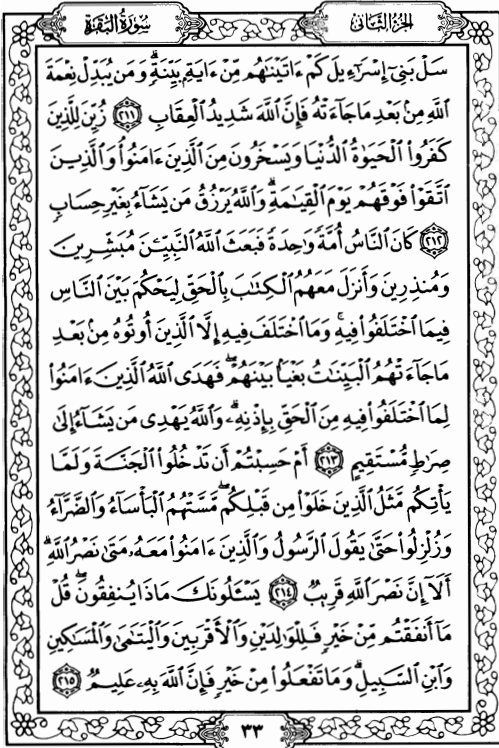 سُورَةُ البَقَرَةِ
الجُزْءُ الثَّانِي
سَلْ بَنِىٓ إِسْرَٰٓءِيلَ كَمْ ءَاتَيْنَٰهُم مِّنْ ءَايَةِۭ بَيِّنَةٍۗ وَمَن يُبَدِّلْ نِعْمَةَ
ٱللَّهِ مِنۢ بَعْدِ مَا جَآءَتْهُ فَإِنَّ ٱللَّهَ شَدِيدُ ٱلْعِقَابِ ٢١١ زُيِّنَ لِلَّذِينَ
كَفَرُوا۟ ٱلْحَيَوٰةُ ٱلدُّنْيَا وَيَسْخَرُونَ مِنَ ٱلَّذِينَ ءَامَنُوا۟ۘ وَٱلَّذِينَ
ٱتَّقَوْا۟ فَوْقَهُمْ يَوْمَ ٱلْقِيَٰمَةِۗ وَٱللَّهُ يَرْزُقُ مَن يَشَآءُ بِغَيْرِ حِسَابٍ
٢١٢ كَانَ ٱلنَّاسُ أُمَّةً وَٰحِدَةً فَبَعَثَ ٱللَّهُ ٱلنَّبِيِّـۧنَ مُبَشِّرِينَ
وَمُنذِرِينَ وَأَنزَلَ مَعَهُمُ ٱلْكِتَٰبَ بِٱلْحَقِّ لِيَحْكُمَ بَيْنَ ٱلنَّاسِ
فِيمَا ٱخْتَلَفُوا۟ فِيهِۚ وَمَا ٱخْتَلَفَ فِيهِ إِلَّا ٱلَّذِينَ أُوتُوهُ مِنۢ بَعْدِ
مَا جَآءَتْهُمُ ٱلْبَيِّنَٰتُ بَغْيَۢا بَيْنَهُمْۖ فَهَدَى ٱللَّهُ ٱلَّذِينَ ءَامَنُوا۟
لِمَا ٱخْتَلَفُوا۟ فِيهِ مِنَ ٱلْحَقِّ بِإِذْنِهِۦۗ وَٱللَّهُ يَهْدِى مَن يَشَآءُ إِلَىٰ
صِرَٰطٍ مُّسْتَقِيمٍ ٢١٣ أَمْ حَسِبْتُمْ أَن تَدْخُلُوا۟ ٱلْجَنَّةَ وَلَمَّا
يَأْتِكُم مَّثَلُ ٱلَّذِينَ خَلَوْا۟ مِن قَبْلِكُمۖ مَّسَّتْهُمُ ٱلْبَأْسَآءُ وَٱلضَّرَّآءُ
وَزُلْزِلُوا۟ حَتَّىٰ يَقُولَ ٱلرَّسُولُ وَٱلَّذِينَ ءَامَنُوا۟ مَعَهُۥ مَتَىٰ نَصْرُ ٱللَّهِۗ
أَلَآ إِنَّ نَصْرَ ٱللَّهِ قَرِيبٌ ٢١٤ يَسْـَٔلُونَكَ مَاذَا يُنفِقُونَۖ قُلْ
مَآ أَنفَقْتُم مِّنْ خَيْرٍ فَلِلْوَٰلِدَيْنِ وَٱلْأَقْرَبِينَ وَٱلْيَتَٰمَىٰ وَٱلْمَسَٰكِينِ
وَٱبْنِ ٱلسَّبِيلِۗ وَمَا تَفْعَلُوا۟ مِنْ خَيْرٍ فَإِنَّ ٱللَّهَ بِهِۦ عَلِيمٌ ٢١٥
٣٣